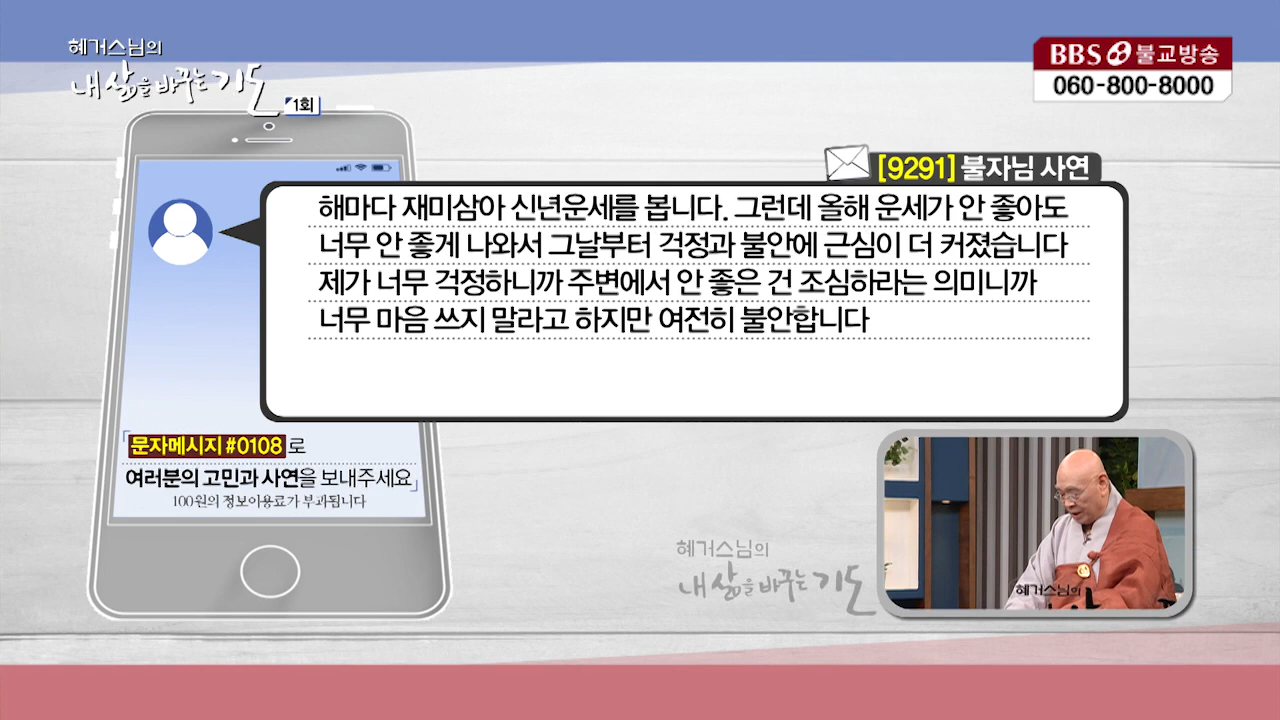 혜거스님의
내 삶을 바꾸는 기도
1회
BBS 불교방송
060-800-8000
[9291] 불자님 사연
해마다 재미삼아 신년운세를 봅니다. 그런데 올해 운세가 안 좋아도
너무 안 좋게 나와서 그날부터 걱정과 불안에 근심이 더 커졌습니다
제가 너무 걱정하니까 주변에서 안 좋은 건 조심하라는 의미니까
너무 마음 쓰지 말라고 하지만 여전히 불안합니다
문자메시지 #0108 로
여러분의 고민과 사연을 보내주세요
100원의 정보이용료가 부과됩니다
혜거스님의
내 삶을 바꾸는 기도
혜거스님의